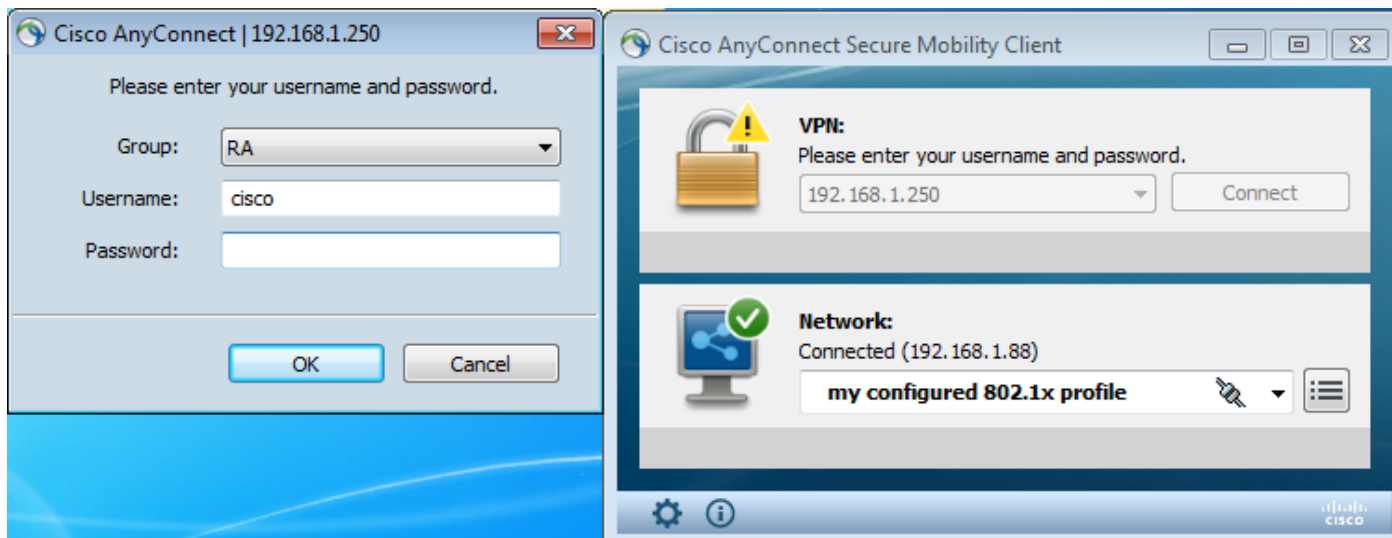 Cisco AnyConnect | 192.168.1.250
Please enter your username and password.
Group:
RA
Username:
cisco
Password:
OK
Cancel
Cisco AnyConnect Secure Mobility Client
VPN:
Please enter your username and password.
192.168.1.250
Connect
Network:
Connected (192.168.1.88)
my configured 802.1x profile
CISCO